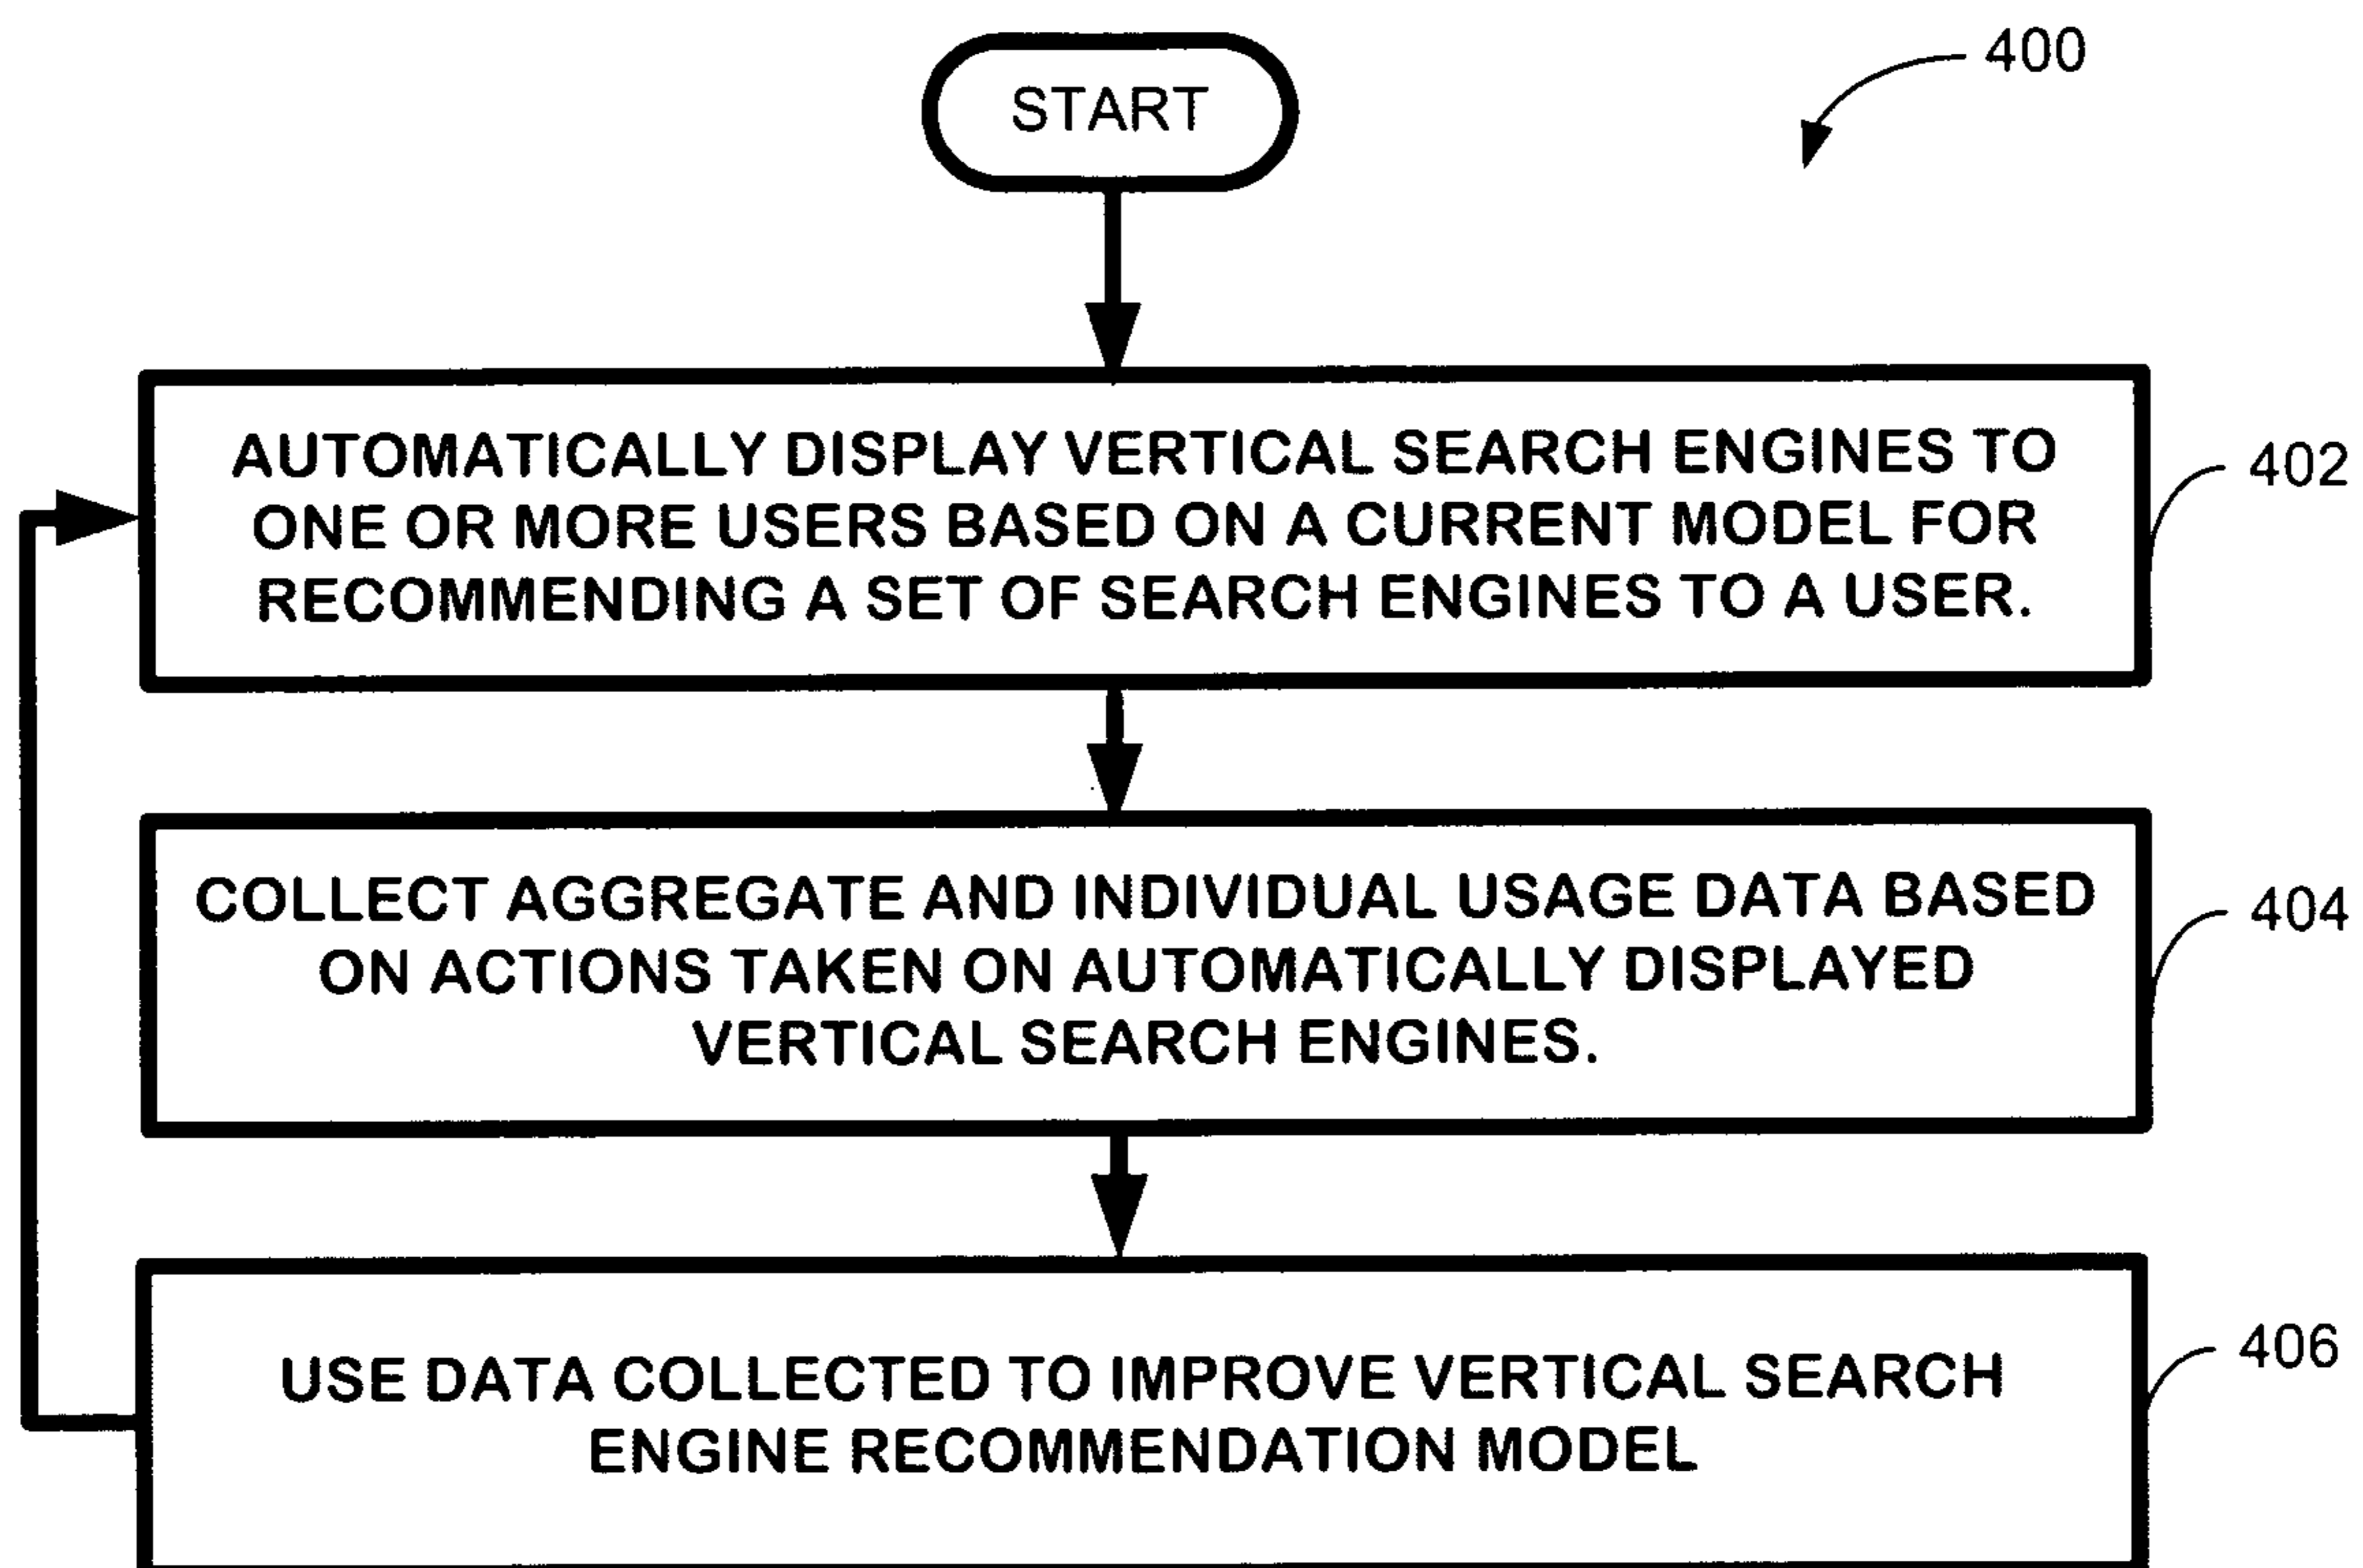 START
400
AUTOMATICALLY DISPLAY VERTICAL SEARCH ENGINES TO
ONE OR MORE USERS BASED ON A CURRENT MODEL FOR
RECOMMENDING A SET OF SEARCH ENGINES TO A USER.
402
COLLECT AGGREGATE AND INDIVIDUAL USAGE DATA BASED
ON ACTIONS TAKEN ON AUTOMATICALLY DISPLAYED
VERTICAL SEARCH ENGINES.
404
USE DATA COLLECTED TO IMPROVE VERTICAL SEARCH
ENGINE RECOMMENDATION MODEL
406